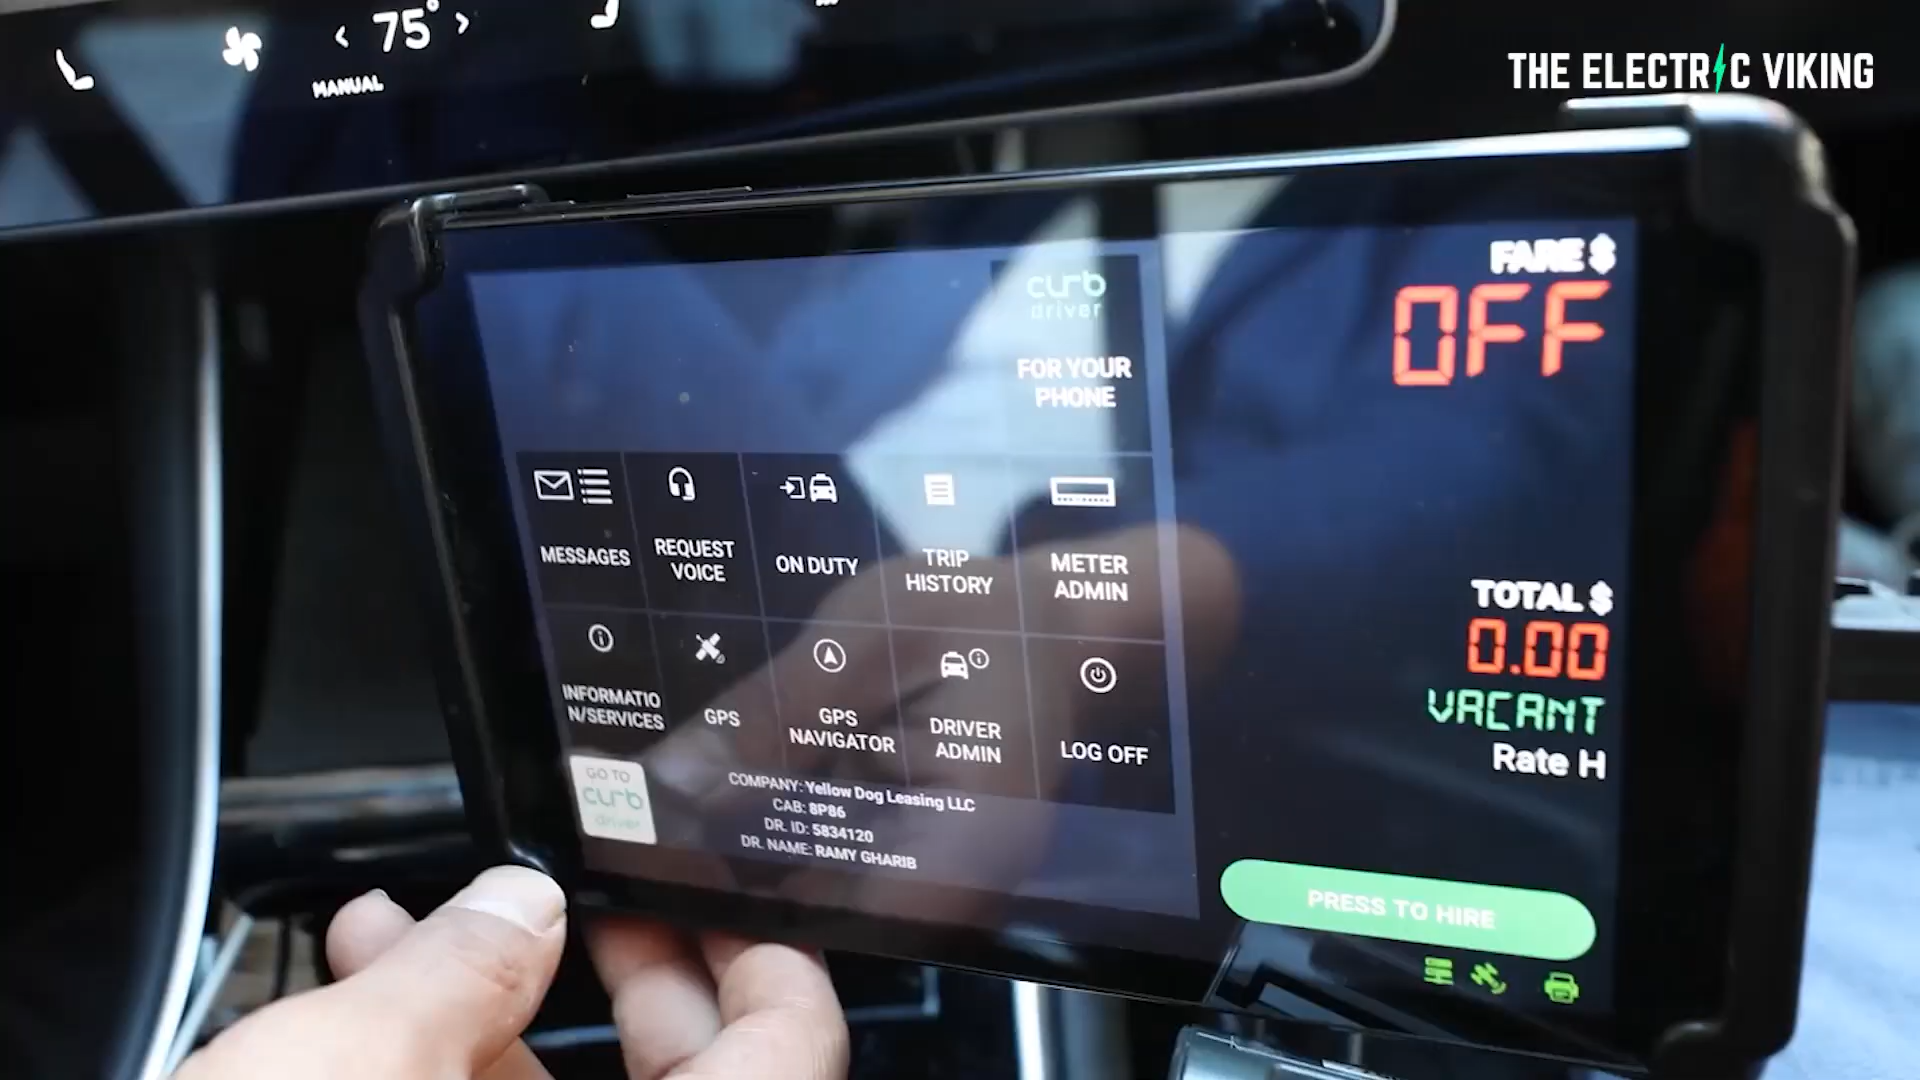 < 75° >
MANUAL
THE ELECTRIC VIKING
curb
driver
FOR YOUR
PHONE
FARE $
OFF
MESSAGES
REQUEST
VOICE
ON DUTY
TRIP
HISTORY
METER
ADMIN
INFORMATIO
N/SERVICES
GPS
GPS
NAVIGATOR
DRIVER
ADMIN
LOG OFF
TOTAL $
0.00
VACANT
Rate H
GO TO
curb
driver
COMPANY: Yellow Dog Leasing LLC
CAB: 8P86
DR. ID: 5834120
DR. NAME: RAMY GHARIB
PRESS TO HIRE